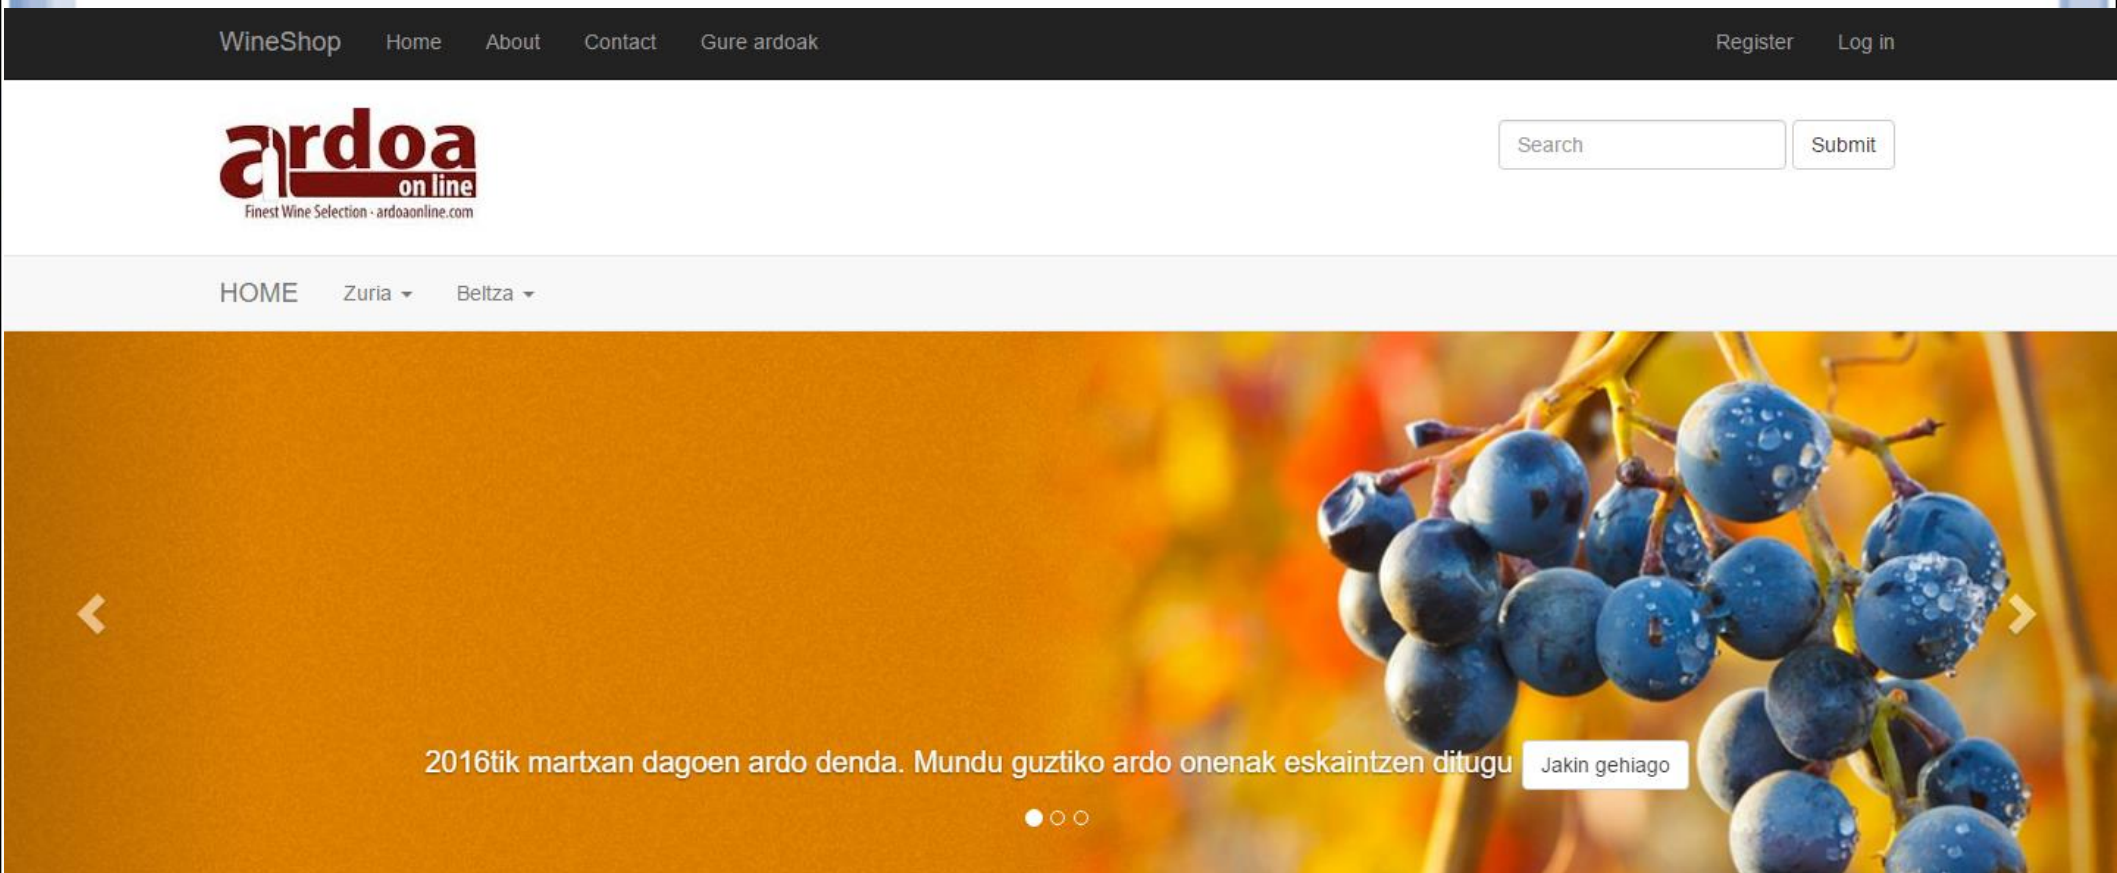 WineShop Home About Contact Gure ardoak Register Log in
ardoa
on line
Finest Wine Selection · ardoaonline.com
Search Submit
HOME Zuria Beltza
2016tik martxan dagoen ardo denda. Mundu guztiko ardo onenak eskaintzen ditugu Jakin gehiago